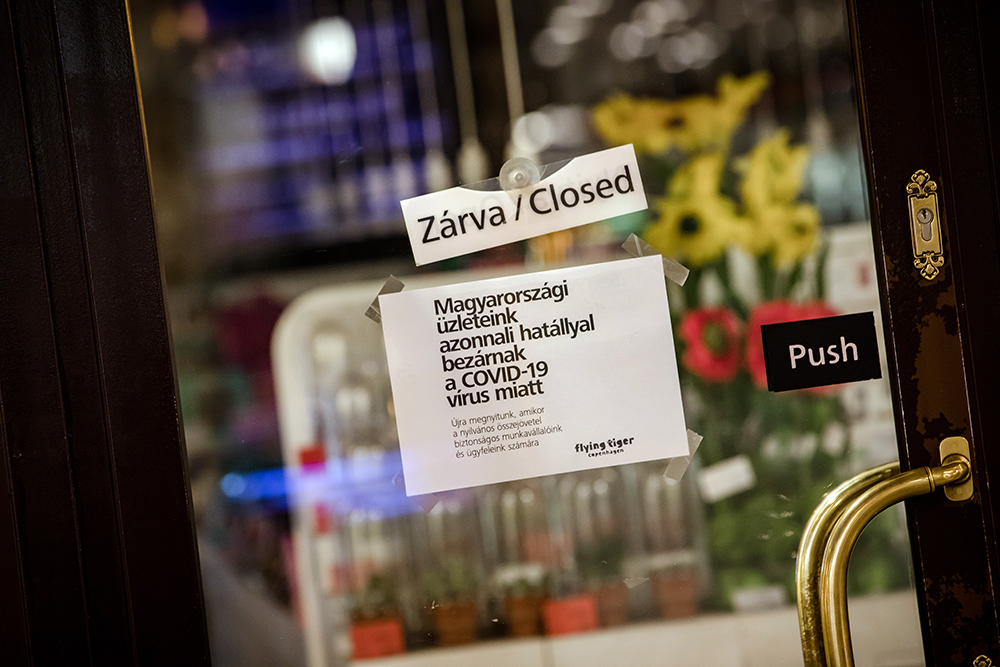 Zárva / Closed
Magyarországi
üzleteink
azonnali hatállyal
bezárnak
a COVID-19
vírus miatt
Újra megnyitunk, amikor
a nyilvános összejövetel
biztonságos munkavállalóink
és ügyfeleink számára
flying tiger
copenhagen
Push